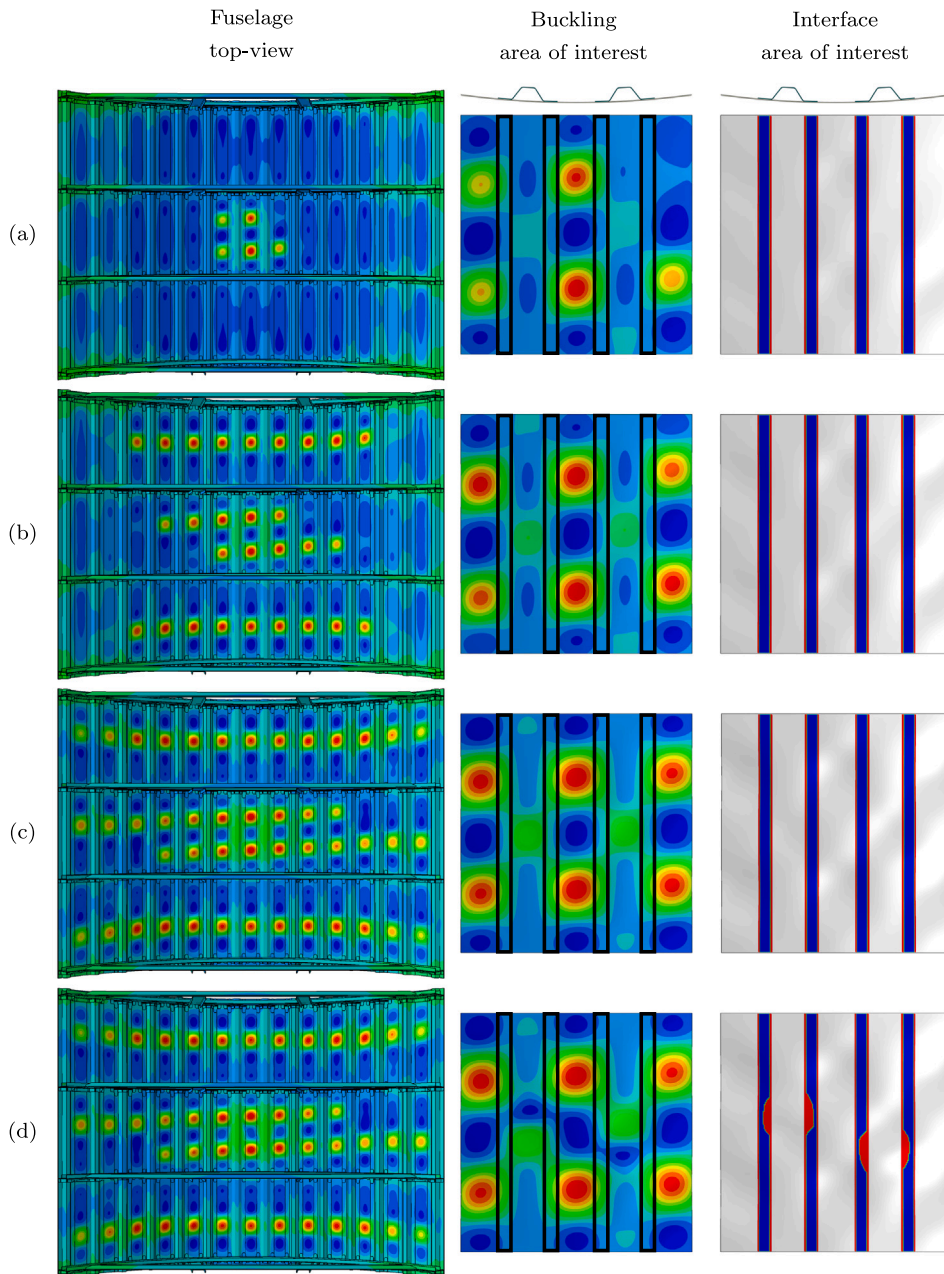 Fuselage
top-view
Buckling
area of interest
Interface
area of interest
(a)
(b)
(c)
(d)